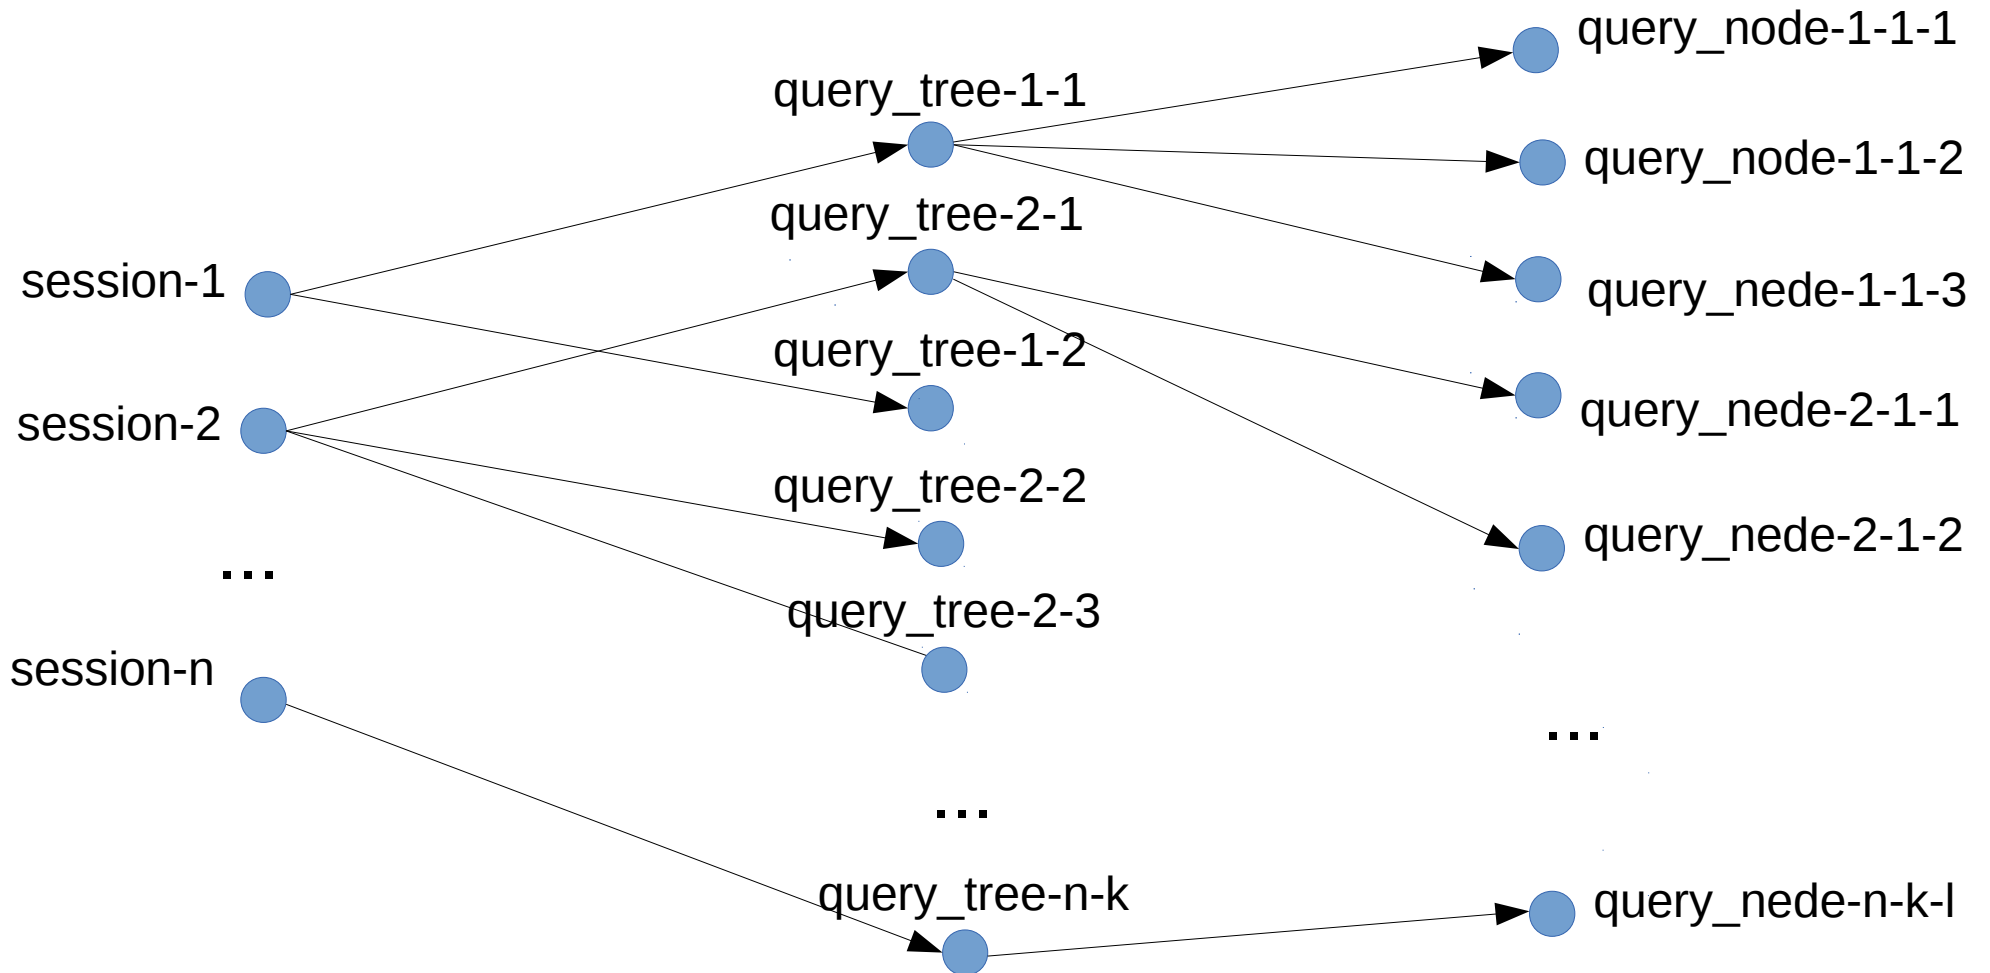 session-1
session-2
...
session-n
query_tree-1-1
query_tree-2-1
query_tree-1-2
query_tree-2-2
query_tree-2-3
...
query_tree-n-k
query_node-1-1-1
query_node-1-1-2
query_nede-1-1-3
query_nede-2-1-1
query_nede-2-1-2
...
query_nede-n-k-l